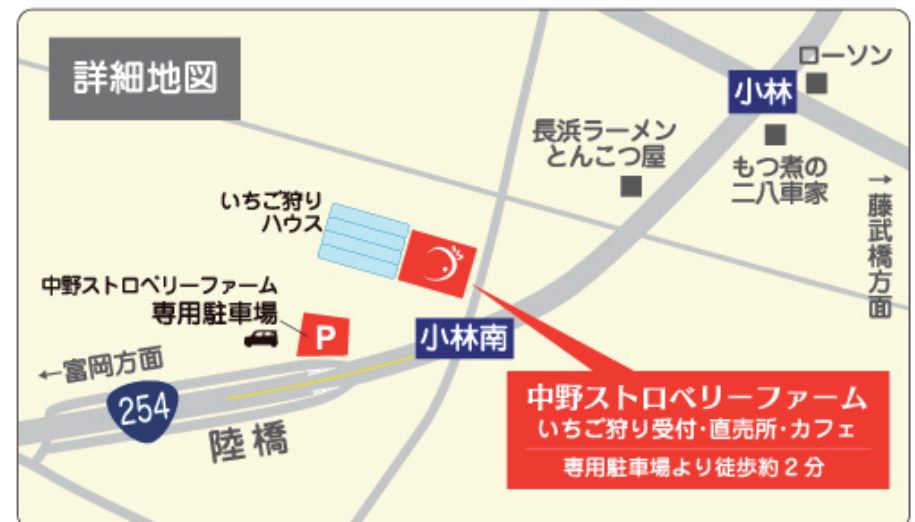 詳細地図
ローソン
小林
長浜ラーメン
とんこつ屋
もつ煮の
二八車家
→藤武橋方面
いちご狩り
ハウス
中野ストロベリーファーム
専用駐車場
P
小林南
←富岡方面
254
陸橋
中野ストロベリーファーム
いちご狩り受付・直売所・カフェ
専用駐車場より徒歩約2分